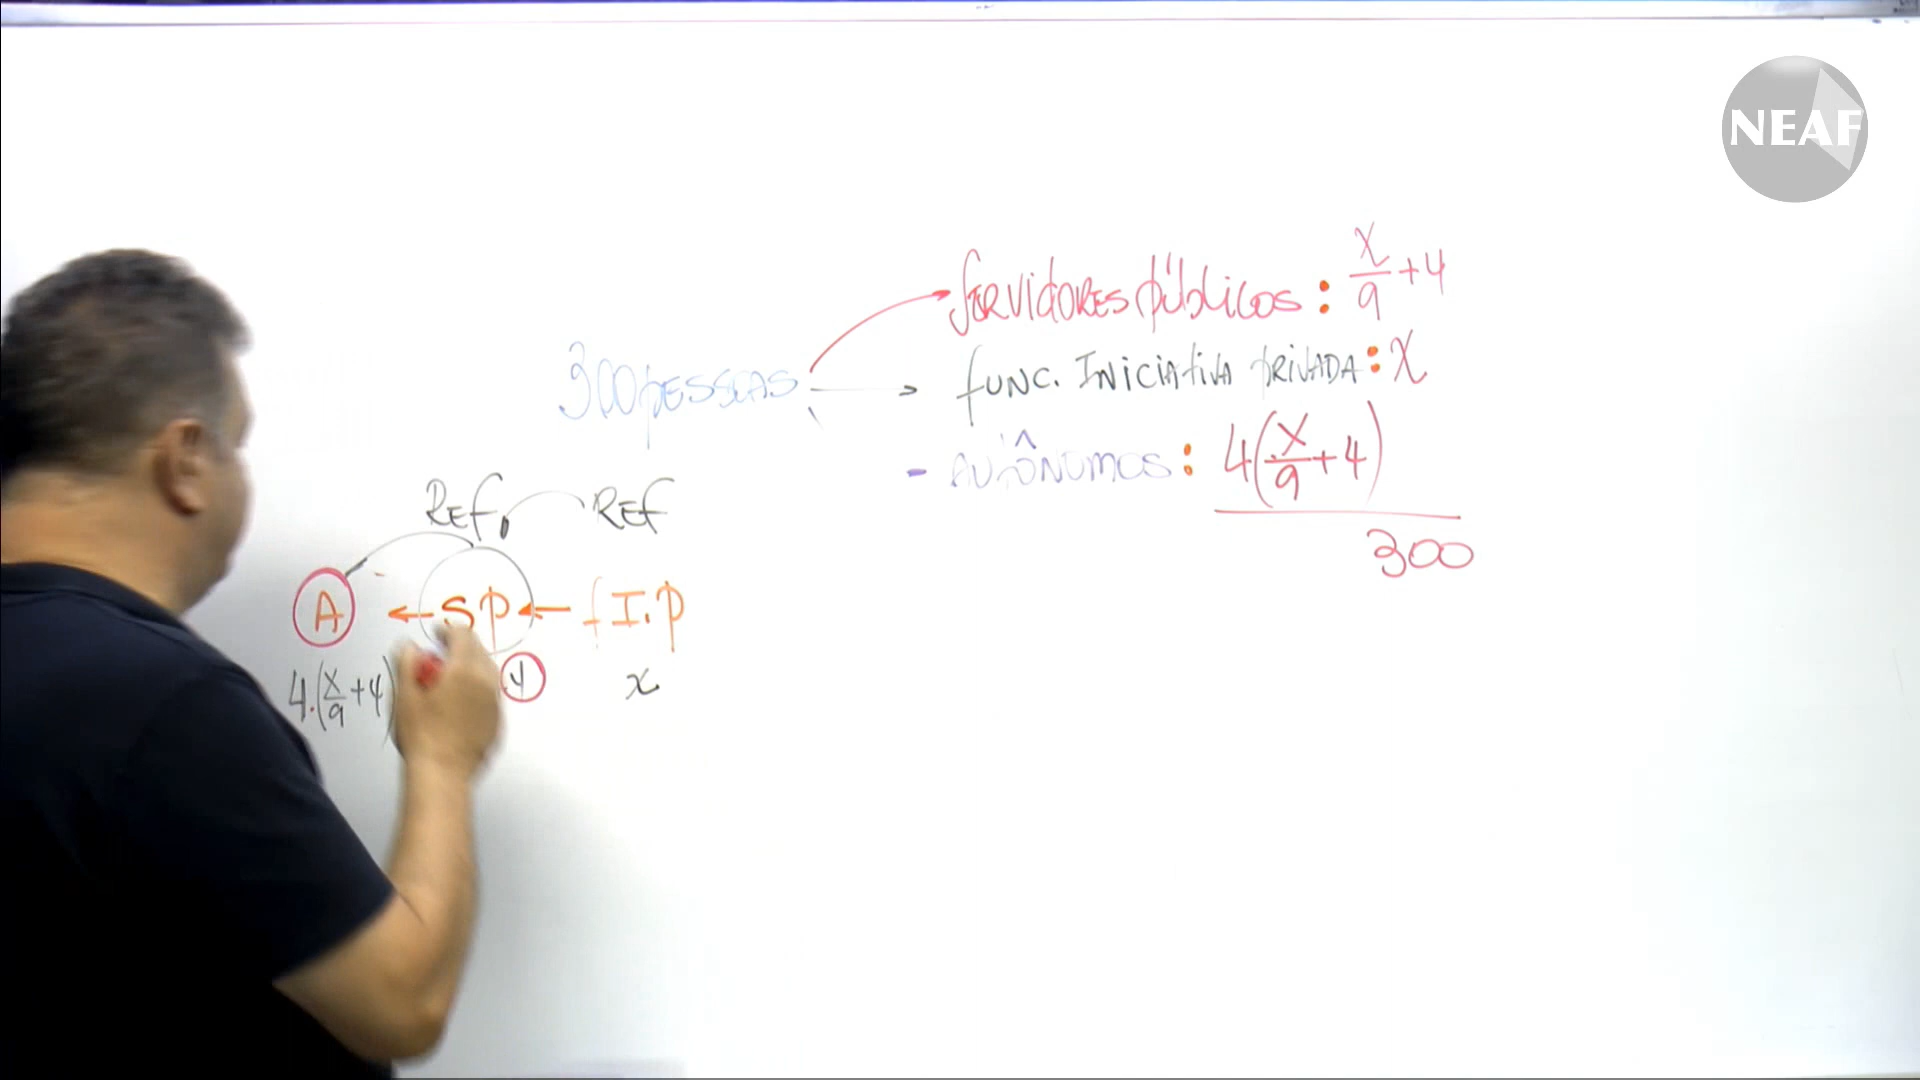 NEAF
Servidores públicos : x/9 + 4
300 pessoas
func. Iniciativa privada : x
- Autônomos : 4(x/9 + 4)
300
Ref. Ref
A ← SP ← f I.P
4.(x/9 + 4) 4 x